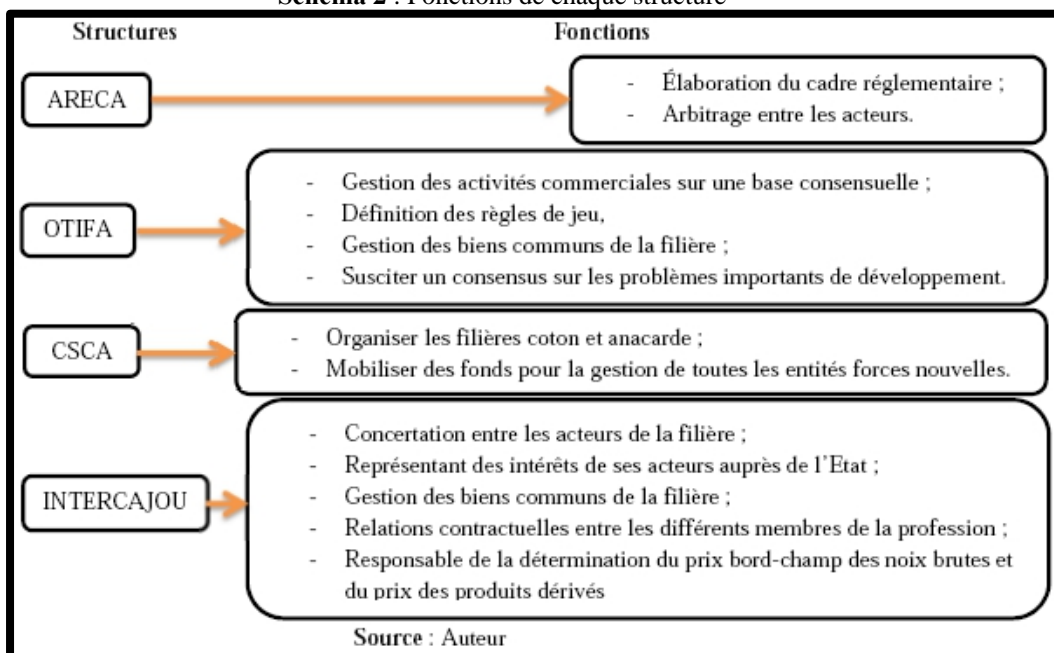 Schéma 2 : Fonctions de chaque structure
Structures Fonctions
ARECA
- Élaboration du cadre réglementaire ;
- Arbitrage entre les acteurs.
OTIFA
- Gestion des activités commerciales sur une base consensuelle ;
- Définition des règles de jeu,
- Gestion des biens communs de la filière ;
- Susciter un consensus sur les problèmes importants de développement.
CSCA
- Organiser les filières coton et anacarde ;
- Mobiliser des fonds pour la gestion de toutes les entités forces nouvelles.
INTERCAJOU
- Concertation entre les acteurs de la filière ;
- Représentant des intérêts de ses acteurs auprès de l'Etat ;
- Gestion des biens communs de la filière ;
- Relations contractuelles entre les différents membres de la profession ;
- Responsable de la détermination du prix bord-champ des noix brutes et
du prix des produits dérivés
Source : Auteur